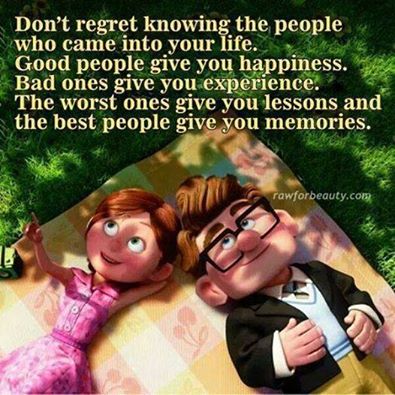 Don't regret knowing the people
who came into your life.
Good people give you happiness.
Bad ones give you experience.
The worst ones give you lessons and
the best people give you memories.
rawforbeauty.com